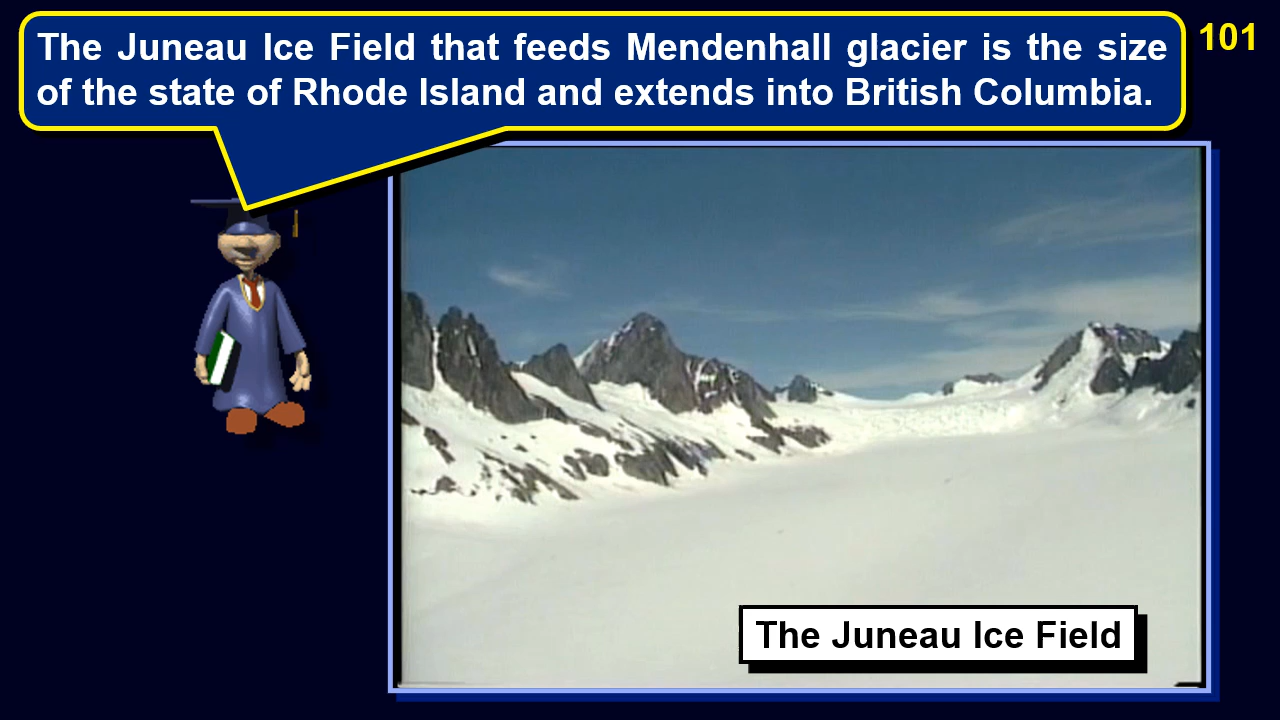 The Juneau Ice Field that feeds Mendenhall glacier is the size
of the state of Rhode Island and extends into British Columbia.
101
The Juneau Ice Field